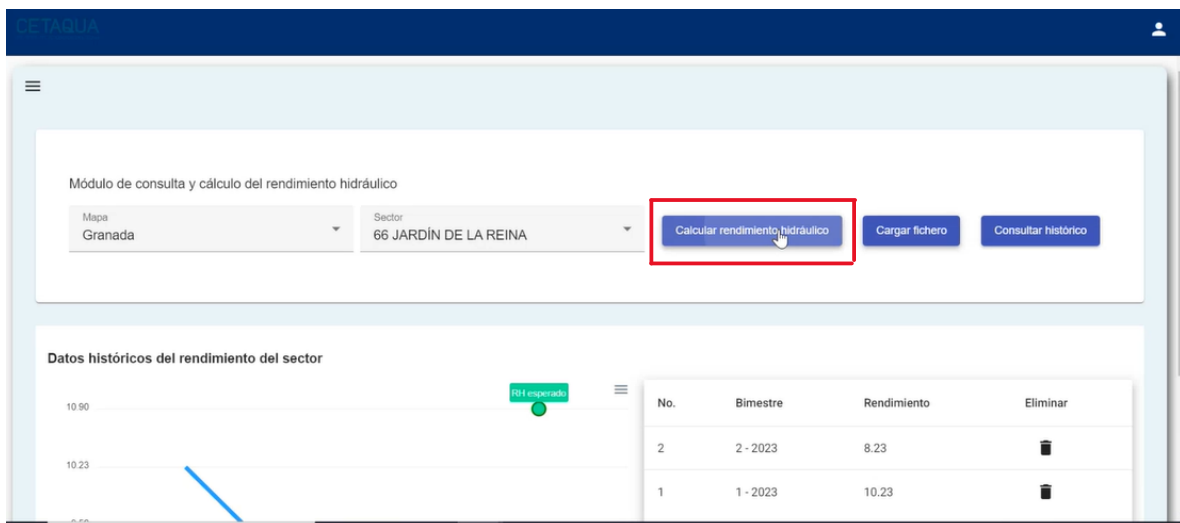 CETAQUA
Módulo de consulta y cálculo del rendimiento hidráulico
Mapa
Granada
Sector
66 JARDÍN DE LA REINA
Calcular rendimiento hidráulico
Cargar fichero
Consultar histórico
Datos históricos del rendimiento del sector
RH esperado
10.90
10.23
No. Bimestre Rendimiento Eliminar
2 2 - 2023 8.23
1 1 - 2023 10.23